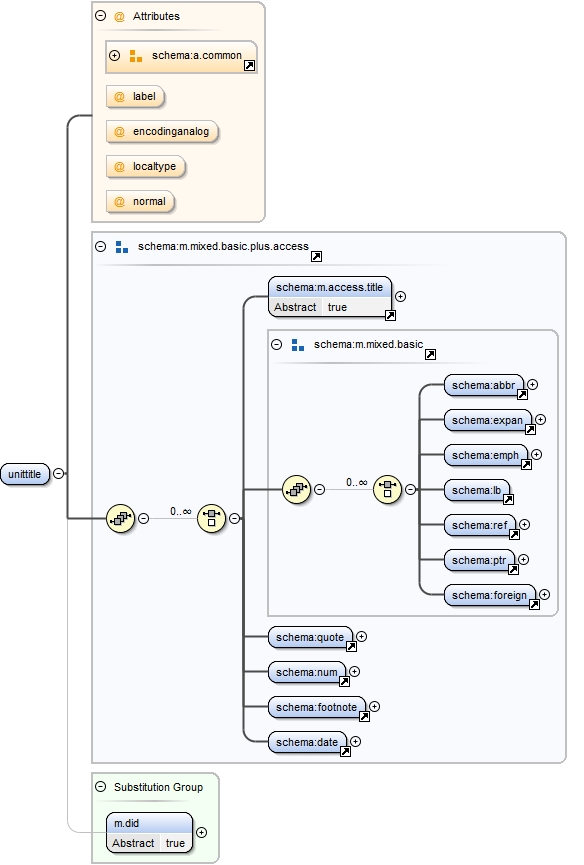 @ Attributes
schema:a.common
@ label
@ encodinganalog
@ localtype
@ normal
schema:m.mixed.basic.plus.access
schema:m.access.title
Abstract true
schema:m.mixed.basic
schema:abbr
schema:expan
schema:emph
unittitle
0..∞
0..∞
schema:lb
schema:ref
schema:ptr
schema:foreign
schema:quote
schema:num
schema:footnote
schema:date
Substitution Group
m.did
Abstract true